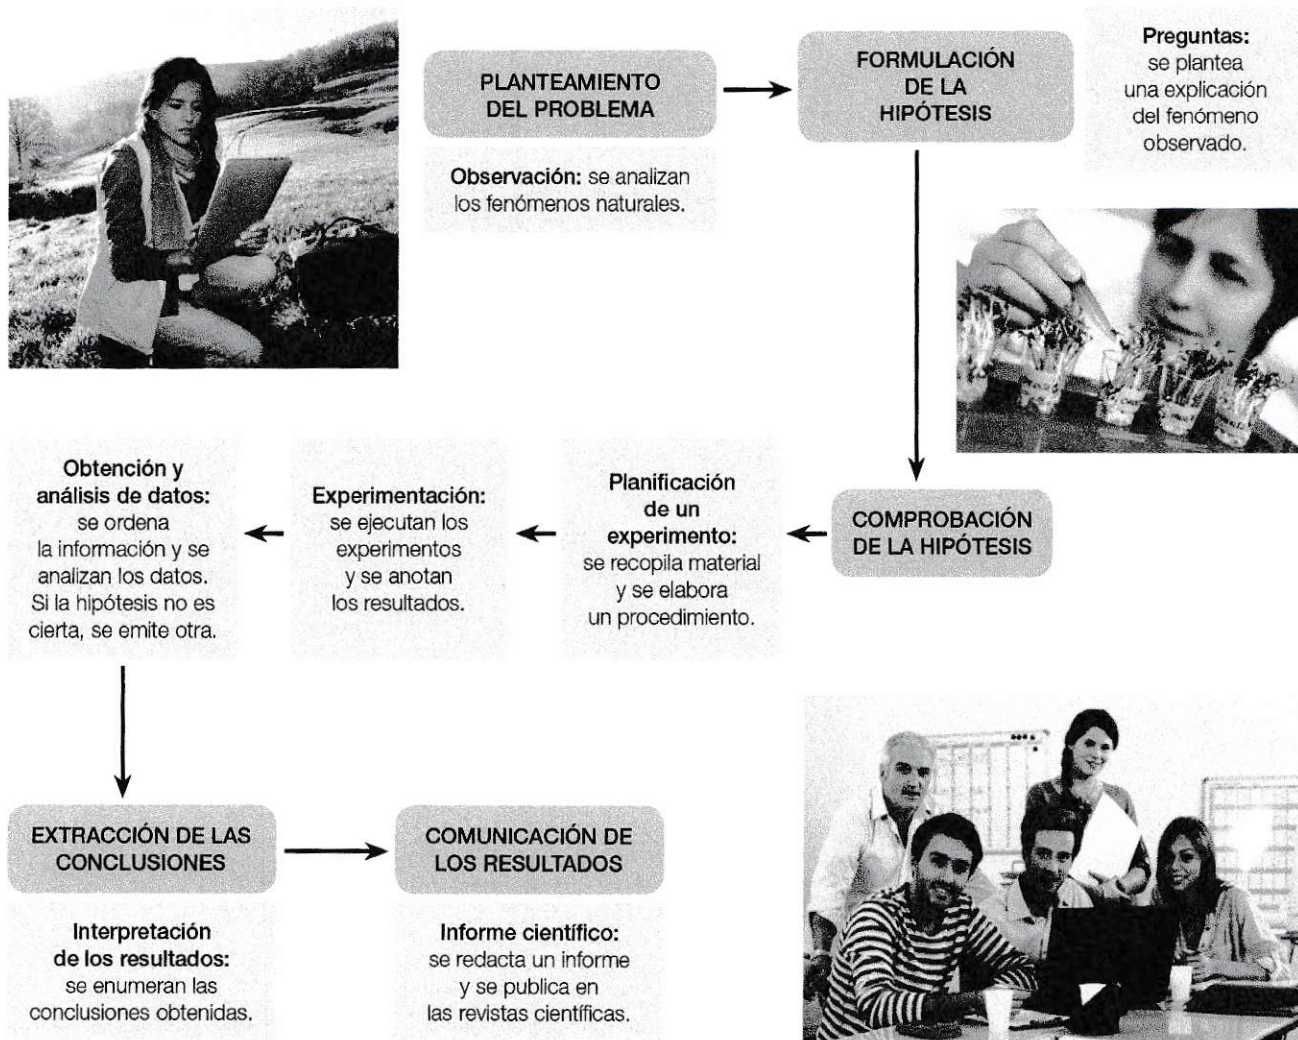 PLANTEAMIENTO
DEL PROBLEMA
Observación: se analizan
los fenómenos naturales.
FORMULACIÓN
DE LA
HIPÓTESIS
Preguntas:
se plantea
una explicación
del fenómeno
observado.
COMPROBACIÓN
DE LA HIPÓTESIS
Planificación
de un
experimento:
se recopila material
y se elabora
un procedimiento.
Experimentación:
se ejecutan los
experimentos
y se anotan
los resultados.
Obtención y
análisis de datos:
se ordena
la información y se
analizan los datos.
Si la hipótesis no es
cierta, se emite otra.
EXTRACCIÓN DE LAS
CONCLUSIONES
Interpretación
de los resultados:
se enumeran las
conclusiones obtenidas.
COMUNICACIÓN DE
LOS RESULTADOS
Informe científico:
se redacta un informe
y se publica en
las revistas científicas.